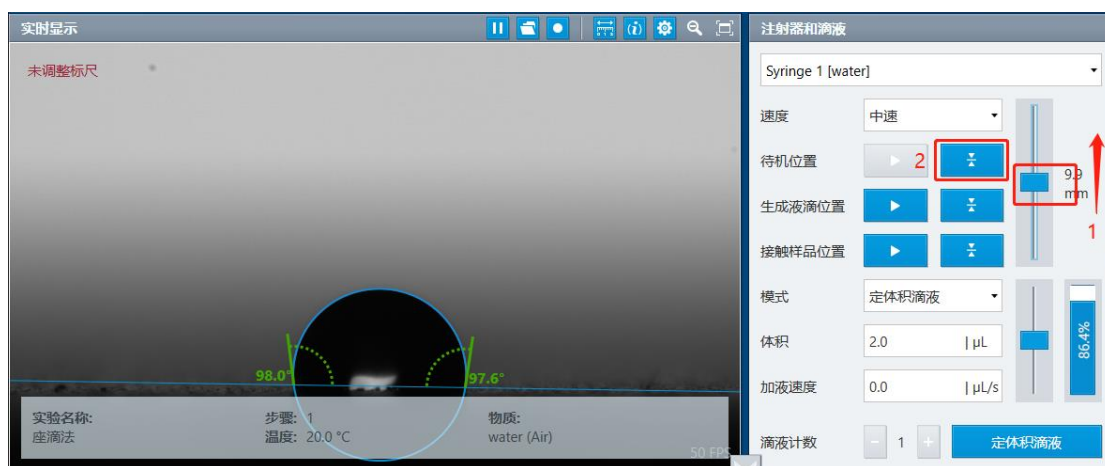 实时显示
未调整标尺
98.0°
97.6°
实验名称:
座滴法
步骤: 1
温度: 20.0 °C
物质:
water (Air)
50 FPS
注射器和滴液
Syringe 1 [water]
速度 中速
待机位置 2
9.9
mm
生成液滴位置
1
接触样品位置
模式 定体积滴液
体积 2.0 | µL
86.4%
加液速度 0.0 | µL/s
滴液计数 - 1 + 定体积滴液